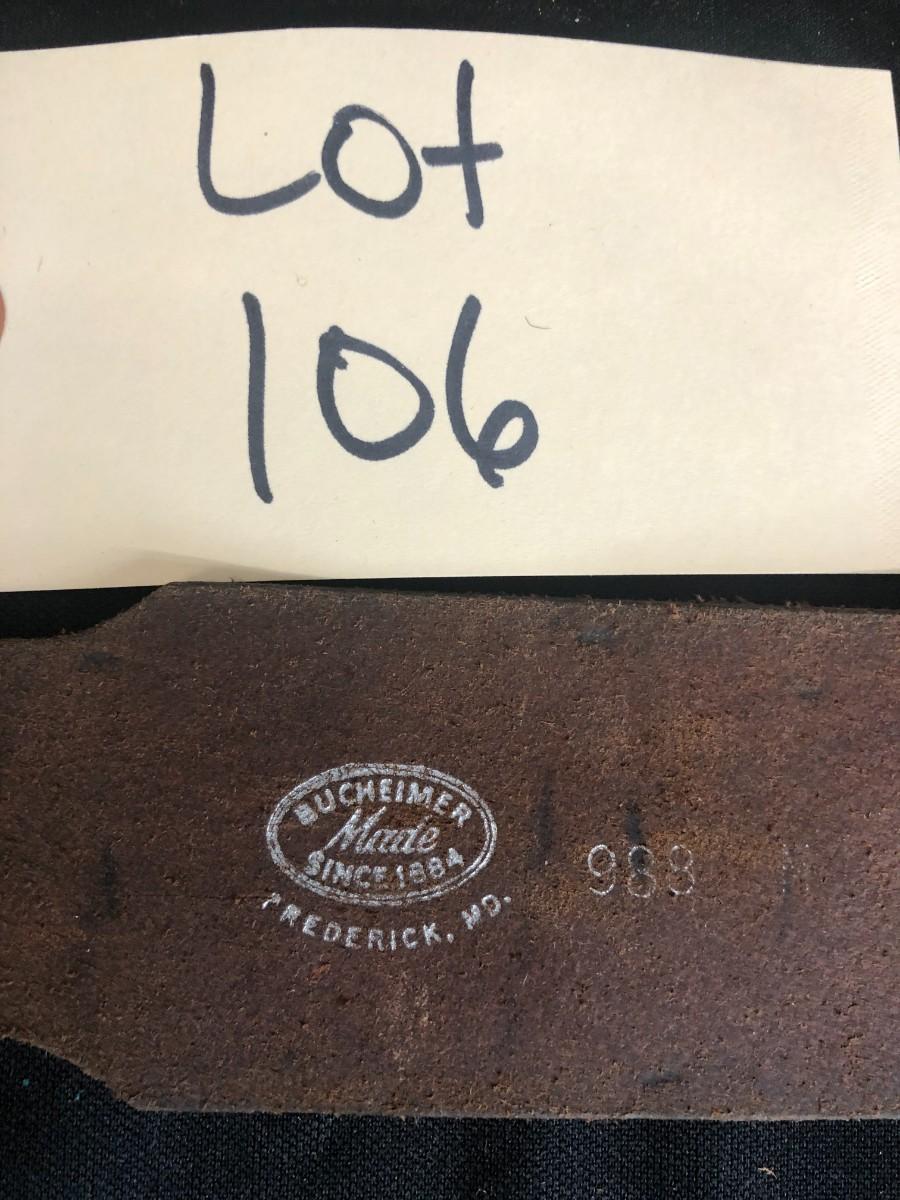 Lot
106
BUCHEIMER
Made
SINCE 1884
FREDERICK, MD.
988